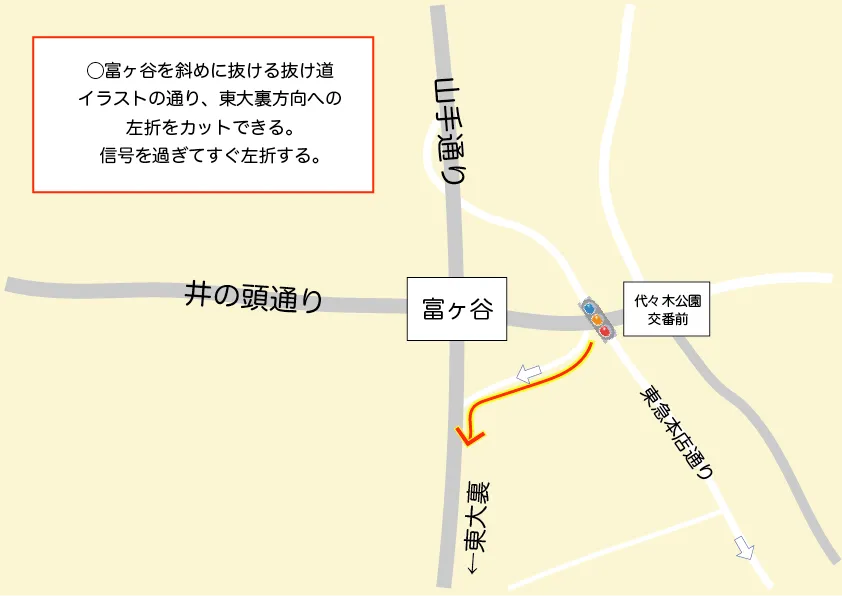 ○富ヶ谷を斜めに抜ける抜け道
イラストの通り、東大裏方向への
左折をカットできる。
信号を過ぎてすぐ左折する。
山手通り
井の頭通り
富ヶ谷
代々木公園
交番前
東急本店通り
←東大裏